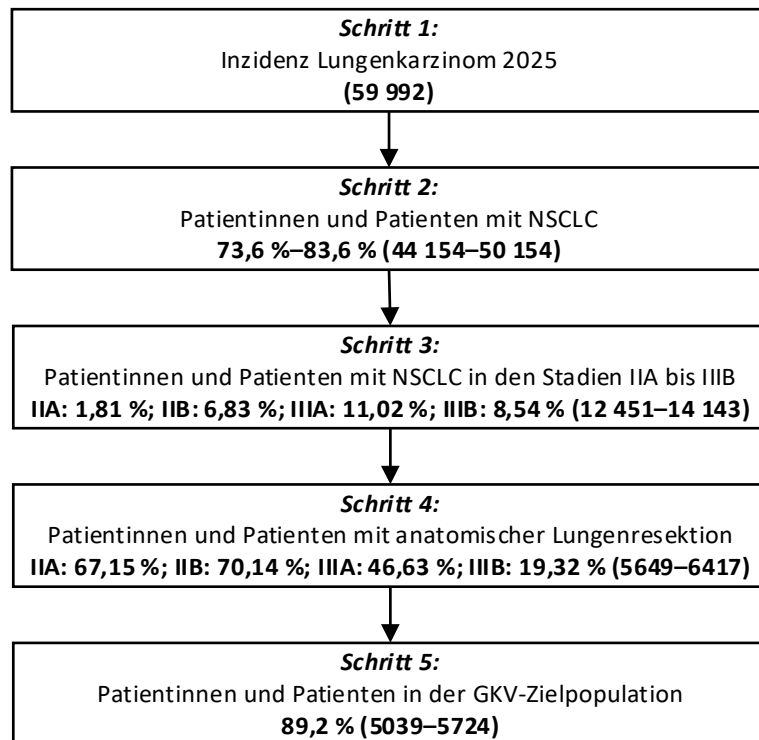 Schritt 1:
Inzidenz Lungenkarzinom 2025
(59 992)
Schritt 2:
Patientinnen und Patienten mit NSCLC
73,6 %–83,6 % (44 154–50 154)
Schritt 3:
Patientinnen und Patienten mit NSCLC in den Stadien IIA bis IIIB
IIA: 1,81 %; IIB: 6,83 %; IIIA: 11,02 %; IIIB: 8,54 % (12 451–14 143)
Schritt 4:
Patientinnen und Patienten mit anatomischer Lungenresektion
IIA: 67,15 %; IIB: 70,14 %; IIIA: 46,63 %; IIIB: 19,32 % (5649–6417)
Schritt 5:
Patientinnen und Patienten in der GKV-Zielpopulation
89,2 % (5039–5724)